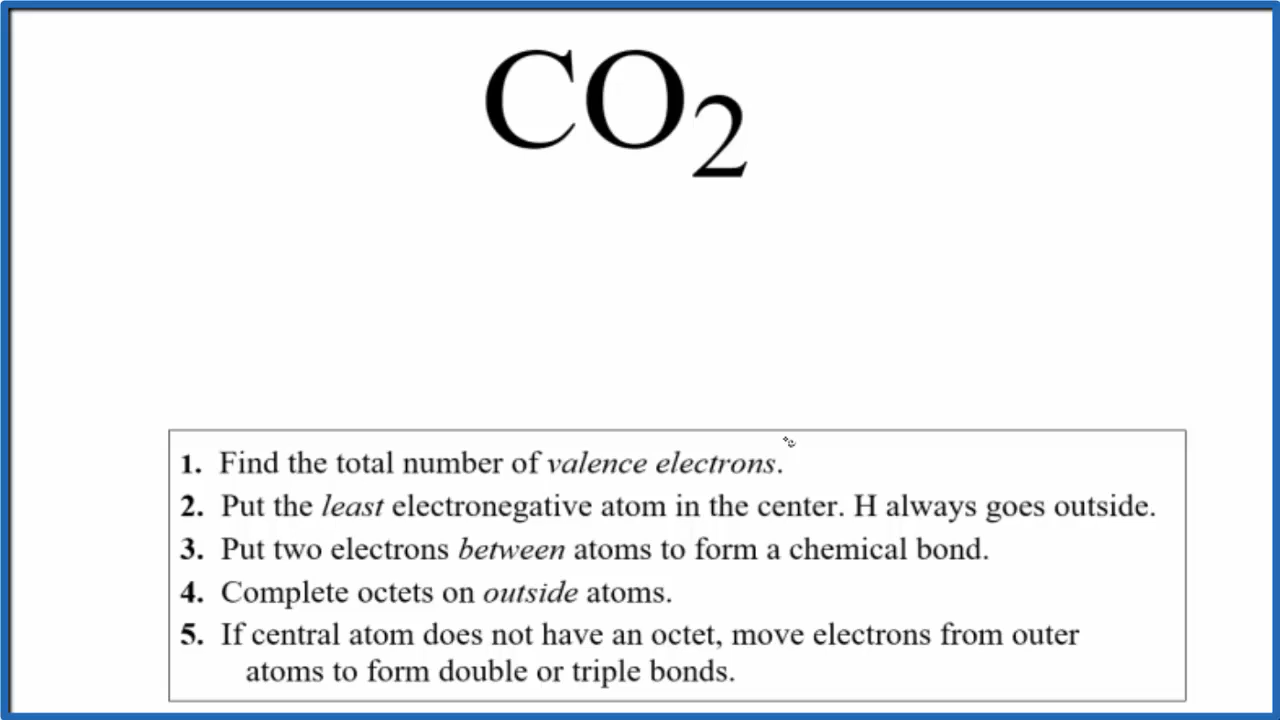 CO₂
1. Find the total number of valence electrons.
2. Put the least electronegative atom in the center. H always goes outside.
3. Put two electrons between atoms to form a chemical bond.
4. Complete octets on outside atoms.
5. If central atom does not have an octet, move electrons from outer
atoms to form double or triple bonds.